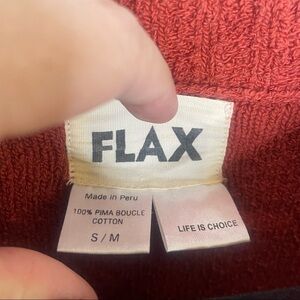 FLAX
Made in Peru
100% PIMA BOUCLE
COTTON
S / M
LIFE IS CHOICE